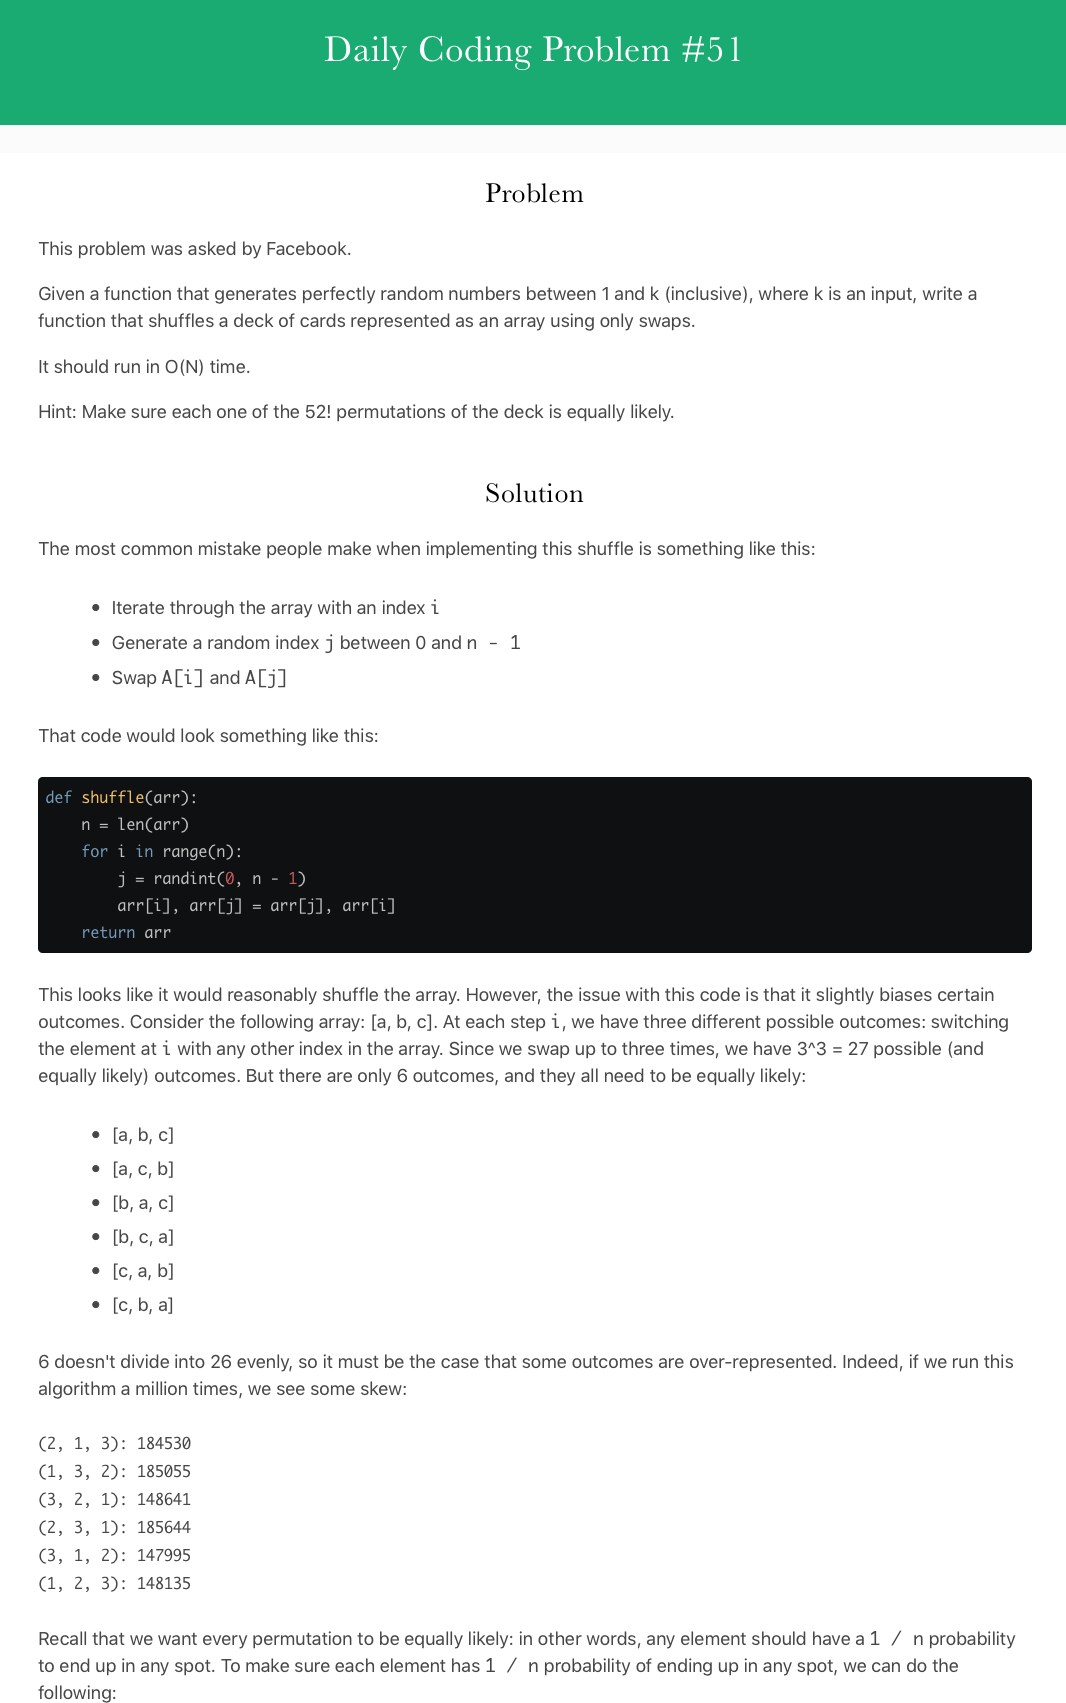 Daily Coding Problem #51
Problem
This problem was asked by Facebook.
Given a function that generates perfectly random numbers between 1 and k (inclusive), where k is an input, write a
function that shuffles a deck of cards represented as an array using only swaps.
It should run in O(N) time.
Hint: Make sure each one of the 52! permutations of the deck is equally likely.
Solution
The most common mistake people make when implementing this shuffle is something like this:
• Iterate through the array with an index i
• Generate a random index j between 0 and n - 1
• Swap A[i] and A[j]
That code would look something like this:
def shuffle(arr):
    n = len(arr)
    for i in range(n):
        j = randint(0, n - 1)
        arr[i], arr[j] = arr[j], arr[i]
    return arr
This looks like it would reasonably shuffle the array. However, the issue with this code is that it slightly biases certain
outcomes. Consider the following array: [a, b, c]. At each step i, we have three different possible outcomes: switching
the element at i with any other index in the array. Since we swap up to three times, we have 3^3 = 27 possible (and
equally likely) outcomes. But there are only 6 outcomes, and they all need to be equally likely:
• [a, b, c]
• [a, c, b]
• [b, a, c]
• [b, c, a]
• [c, a, b]
• [c, b, a]
6 doesn't divide into 26 evenly, so it must be the case that some outcomes are over-represented. Indeed, if we run this
algorithm a million times, we see some skew:
(2, 1, 3): 184530
(1, 3, 2): 185055
(3, 2, 1): 148641
(2, 3, 1): 185644
(3, 1, 2): 147995
(1, 2, 3): 148135
Recall that we want every permutation to be equally likely: in other words, any element should have a 1 / n probability
to end up in any spot. To make sure each element has 1 / n probability of ending up in any spot, we can do the
following: